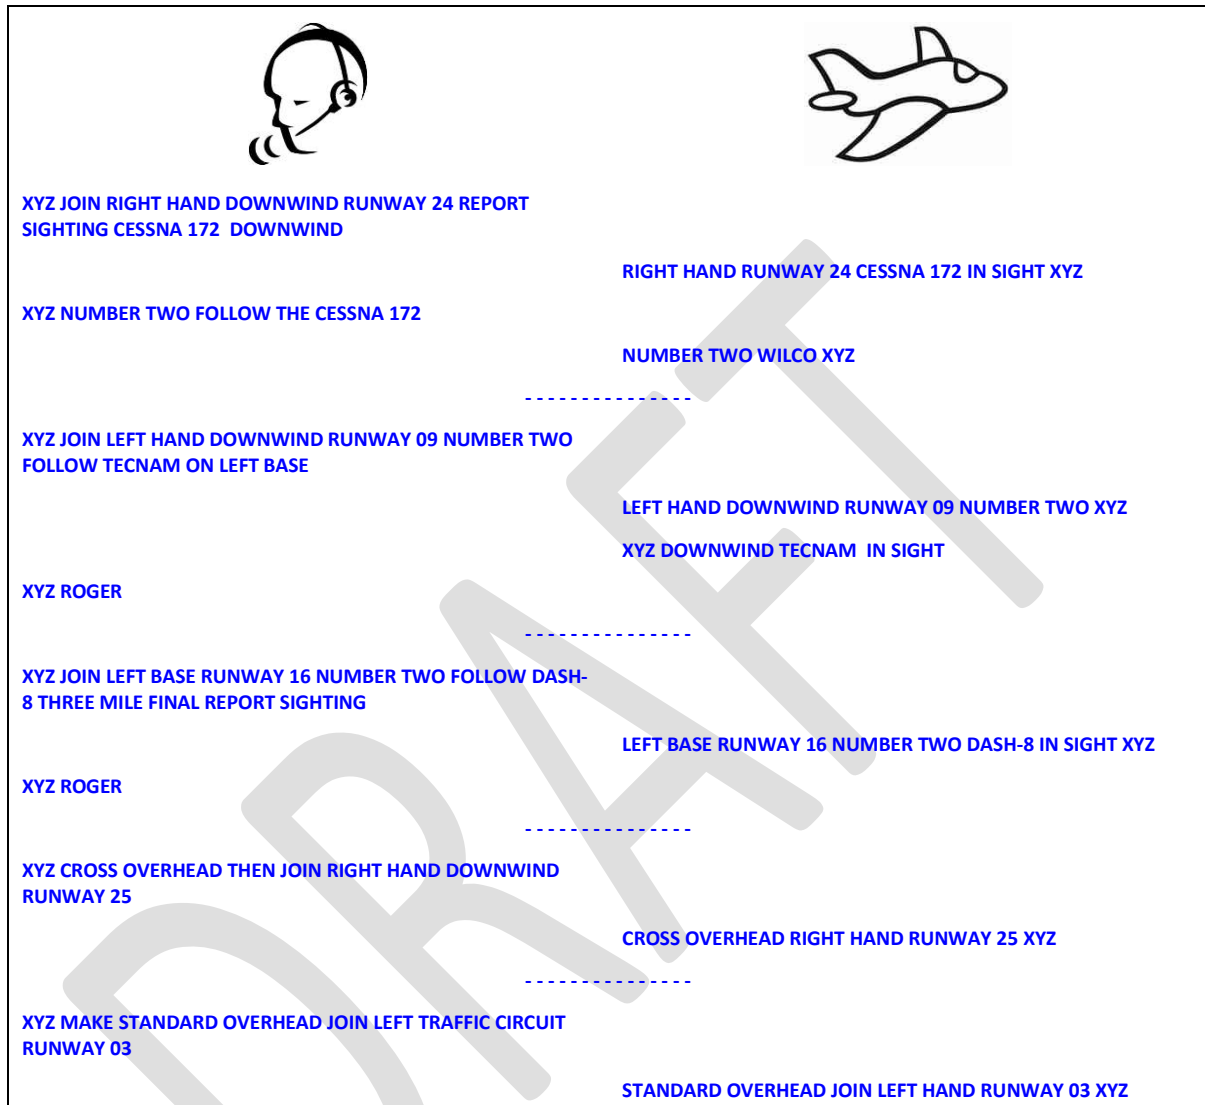 XYZ JOIN RIGHT HAND DOWNWIND RUNWAY 24 REPORT
SIGHTING CESSNA 172 DOWNWIND
RIGHT HAND RUNWAY 24 CESSNA 172 IN SIGHT XYZ
XYZ NUMBER TWO FOLLOW THE CESSNA 172
NUMBER TWO WILCO XYZ
- - - - - - - - - - - - - - -
XYZ JOIN LEFT HAND DOWNWIND RUNWAY 09 NUMBER TWO
FOLLOW TECNAM ON LEFT BASE
LEFT HAND DOWNWIND RUNWAY 09 NUMBER TWO XYZ
XYZ DOWNWIND TECNAM IN SIGHT
XYZ ROGER
- - - - - - - - - - - - - - -
XYZ JOIN LEFT BASE RUNWAY 16 NUMBER TWO FOLLOW DASH-
8 THREE MILE FINAL REPORT SIGHTING
LEFT BASE RUNWAY 16 NUMBER TWO DASH-8 IN SIGHT XYZ
XYZ ROGER
- - - - - - - - - - - - - - -
XYZ CROSS OVERHEAD THEN JOIN RIGHT HAND DOWNWIND
RUNWAY 25
CROSS OVERHEAD RIGHT HAND RUNWAY 25 XYZ
- - - - - - - - - - - - - - -
XYZ MAKE STANDARD OVERHEAD JOIN LEFT TRAFFIC CIRCUIT
RUNWAY 03
STANDARD OVERHEAD JOIN LEFT HAND RUNWAY 03 XYZ
DRAFT